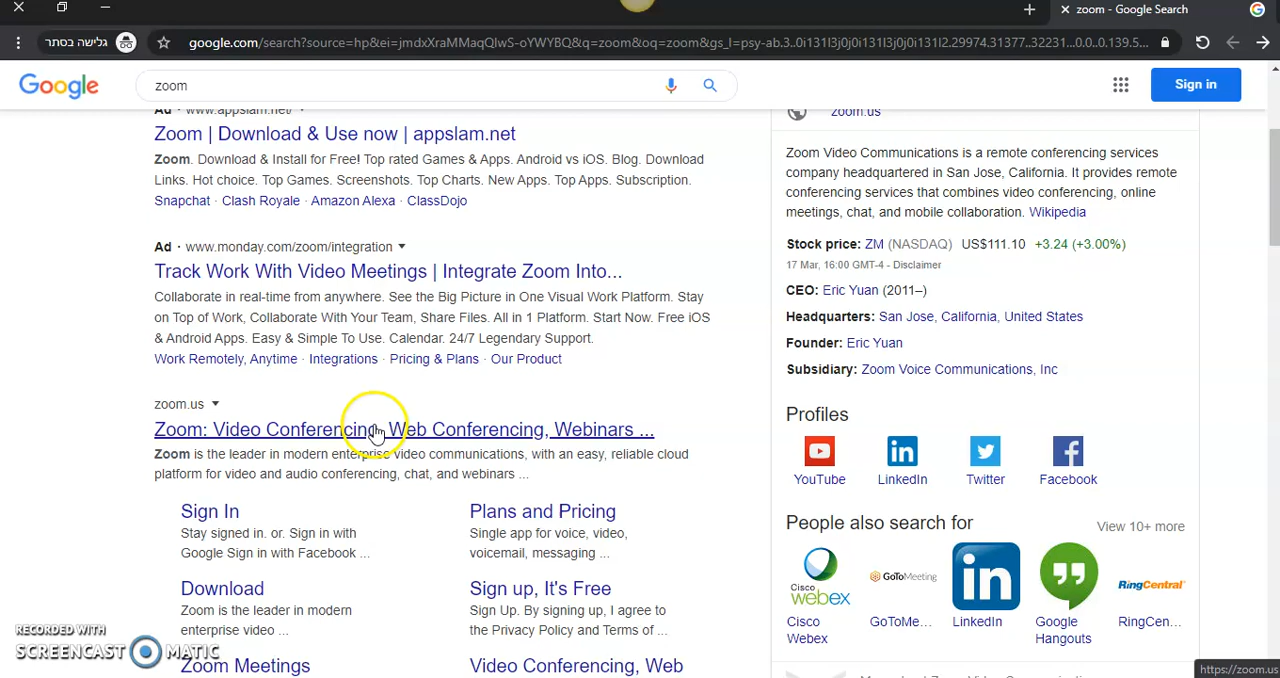 zoom - Google Search
google.com/search?source=hp&ei=jmdxXraMMaqQlwS-oYWYBQ&q=zoom&oq=zoom&gs_l=psy-ab.3..0i131l3j0j0i131l3j0j0i131l2.29974.31377..32231...0.0..0.139.5...
גלישה בסתר
Google
zoom
Sign in
Ad · www.appslam.net/
Zoom | Download & Use now | appslam.net
Zoom. Download & Install for Free! Top rated Games & Apps. Android vs iOS. Blog. Download
Links. Hot choice. Top Games. Screenshots. Top Charts. New Apps. Top Apps. Subscription.
Snapchat · Clash Royale · Amazon Alexa · ClassDojo
Ad · www.monday.com/zoom/integration
Track Work With Video Meetings | Integrate Zoom Into...
Collaborate in real-time from anywhere. See the Big Picture in One Visual Work Platform. Stay
on Top of Work, Collaborate With Your Team, Share Files. All in 1 Platform. Start Now. Free iOS
& Android Apps. Easy & Simple To Use. Calendar. 24/7 Legendary Support.
Work Remotely, Anytime · Integrations · Pricing & Plans · Our Product
zoom.us
Zoom: Video Conferencing, Web Conferencing, Webinars ...
Zoom is the leader in modern enterprise video communications, with an easy, reliable cloud
platform for video and audio conferencing, chat, and webinars ...
Sign In
Stay signed in. or. Sign in with
Google Sign in with Facebook ...
Plans and Pricing
Single app for voice, video,
voicemail, messaging ...
Download
Zoom is the leader in modern
enterprise video ...
Sign up, It's Free
Sign Up. By signing up, I agree to
the Privacy Policy and Terms of ...
Zoom Meetings
Video Conferencing, Web
zoom.us
Zoom Video Communications is a remote conferencing services
company headquartered in San Jose, California. It provides remote
conferencing services that combines video conferencing, online
meetings, chat, and mobile collaboration. Wikipedia
Stock price: ZM (NASDAQ) US$111.10 +3.24 (+3.00%)
17 Mar, 16:00 GMT-4 - Disclaimer
CEO: Eric Yuan (2011–)
Headquarters: San Jose, California, United States
Founder: Eric Yuan
Subsidiary: Zoom Voice Communications, Inc
Profiles
YouTube
LinkedIn
Twitter
Facebook
People also search for
View 10+ more
Cisco
Webex
GoToMeeting
GoToMe...
in
LinkedIn
Google
Hangouts
RingCentral
RingCen...
RECORDED WITH
SCREENCAST MATIC
https://zoom.us